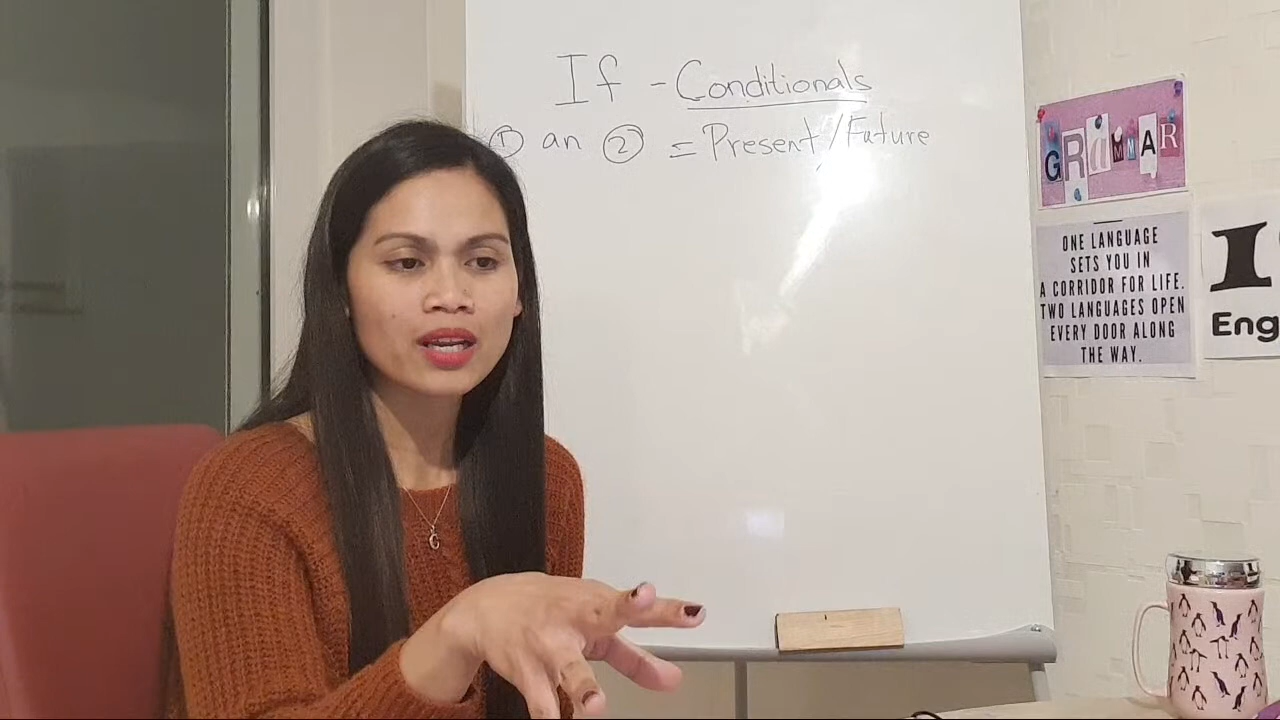 If - Conditionals
① an ② = Present/Future
GRAMMAR
ONE LANGUAGE
SETS YOU IN
A CORRIDOR FOR LIFE.
TWO LANGUAGES OPEN
EVERY DOOR ALONG
THE WAY.
I
Eng
G